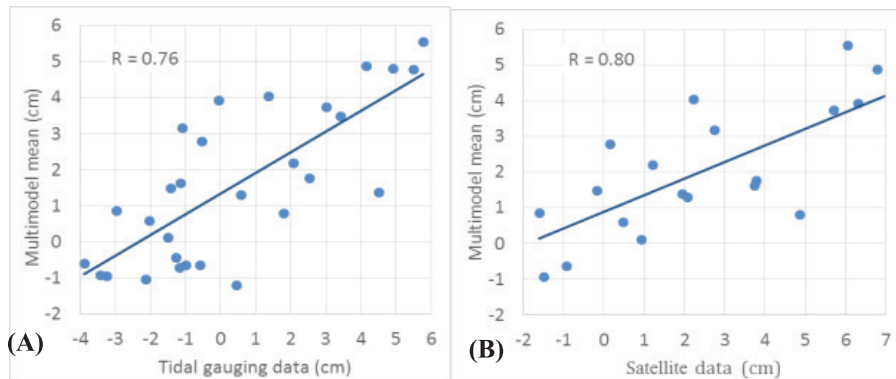 R = 0.76
Multimodel mean (cm)
6
5
4
3
2
1
0
-1
-2
-4 -3 -2 -1 0 1 2 3 4 5 6
Tidal gauging data (cm)
(A)
R = 0.80
Multimodel mean (cm)
6
5
4
3
2
1
0
-1
-2
-2 -1 0 1 2 3 4 5 6 7
Satellite data (cm)
(B)